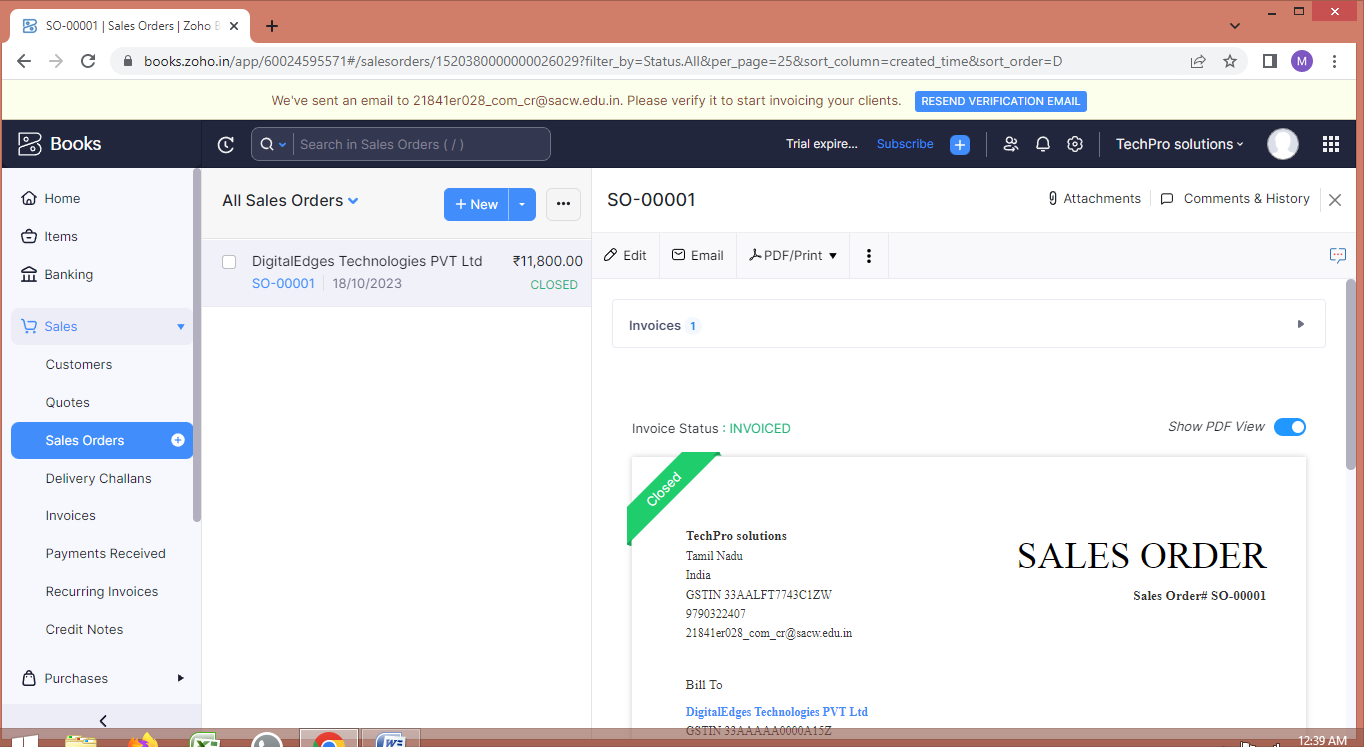 SO-00001 | Sales Orders | Zoho B
books.zoho.in/app/60024595571#/salesorders/1520380000000026029?filter_by=Status.All&per_page=25&sort_column=created_time&sort_order=D
M
We've sent an email to 21841er028_com_cr@sacw.edu.in. Please verify it to start invoicing your clients.
RESEND VERIFICATION EMAIL
Books
Search in Sales Orders ( / )
Trial expire...
Subscribe
TechPro solutions
Home
Items
Banking
Sales
Customers
Quotes
Sales Orders
Delivery Challans
Invoices
Payments Received
Recurring Invoices
Credit Notes
Purchases
All Sales Orders
+ New
DigitalEdges Technologies PVT Ltd ₹11,800.00
SO-00001 18/10/2023 CLOSED
SO-00001
Attachments
Comments & History
Edit
Email
PDF/Print
Invoices 1
Invoice Status : INVOICED
Show PDF View
Closed
TechPro solutions
Tamil Nadu
India
GSTIN 33AALFT7743C1ZW
9790322407
21841er028_com_cr@sacw.edu.in
SALES ORDER
Sales Order# SO-00001
Bill To
DigitalEdges Technologies PVT Ltd
GSTIN 33AAAAA0000A15Z
12:39 AM